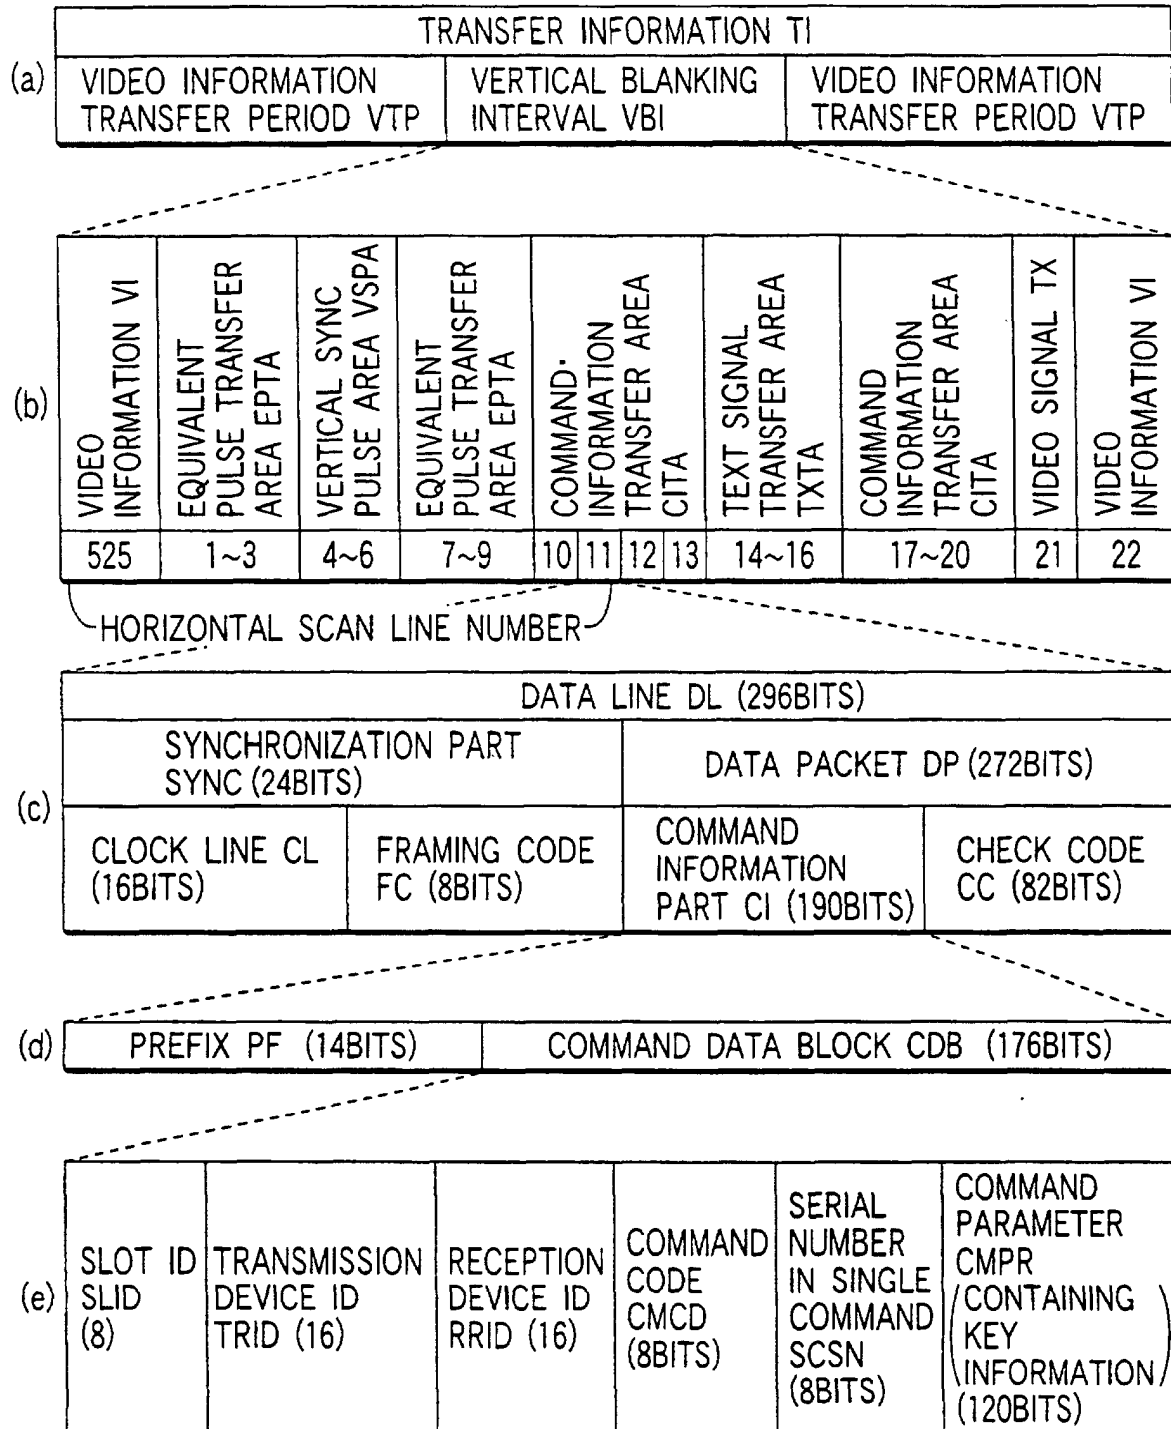 TRANSFER INFORMATION TI
(a)
VIDEO INFORMATION
TRANSFER PERIOD VTP
VERTICAL BLANKING
INTERVAL VBI
VIDEO INFORMATION
TRANSFER PERIOD VTP
(b)
VIDEO
INFORMATION VI
EQUIVALENT
PULSE TRANSFER
AREA EPTA
VERTICAL SYNC
PULSE AREA VSPA
EQUIVALENT
PULSE TRANSFER
AREA EPTA
COMMAND·
INFORMATION
TRANSFER AREA
CITA
TEXT SIGNAL
TRANSFER AREA
TXTA
COMMAND
INFORMATION
TRANSFER AREA
CITA
VIDEO SIGNAL TX
VIDEO
INFORMATION VI
525
1~3
4~6
7~9
10
11
12
13
14~16
17~20
21
22
HORIZONTAL SCAN LINE NUMBER
DATA LINE DL (296BITS)
(c)
SYNCHRONIZATION PART
SYNC (24BITS)
DATA PACKET DP (272BITS)
CLOCK LINE CL
(16BITS)
FRAMING CODE
FC (8BITS)
COMMAND
INFORMATION
PART CI (190BITS)
CHECK CODE
CC (82BITS)
(d)
PREFIX PF (14BITS)
COMMAND DATA BLOCK CDB (176BITS)
(e)
SLOT ID
SLID
(8)
TRANSMISSION
DEVICE ID
TRID (16)
RECEPTION
DEVICE ID
RRID (16)
COMMAND
CODE
CMCD
(8BITS)
SERIAL
NUMBER
IN SINGLE
COMMAND
SCSN
(8BITS)
COMMAND
PARAMETER
CMPR
(CONTAINING
KEY
INFORMATION)
(120BITS)